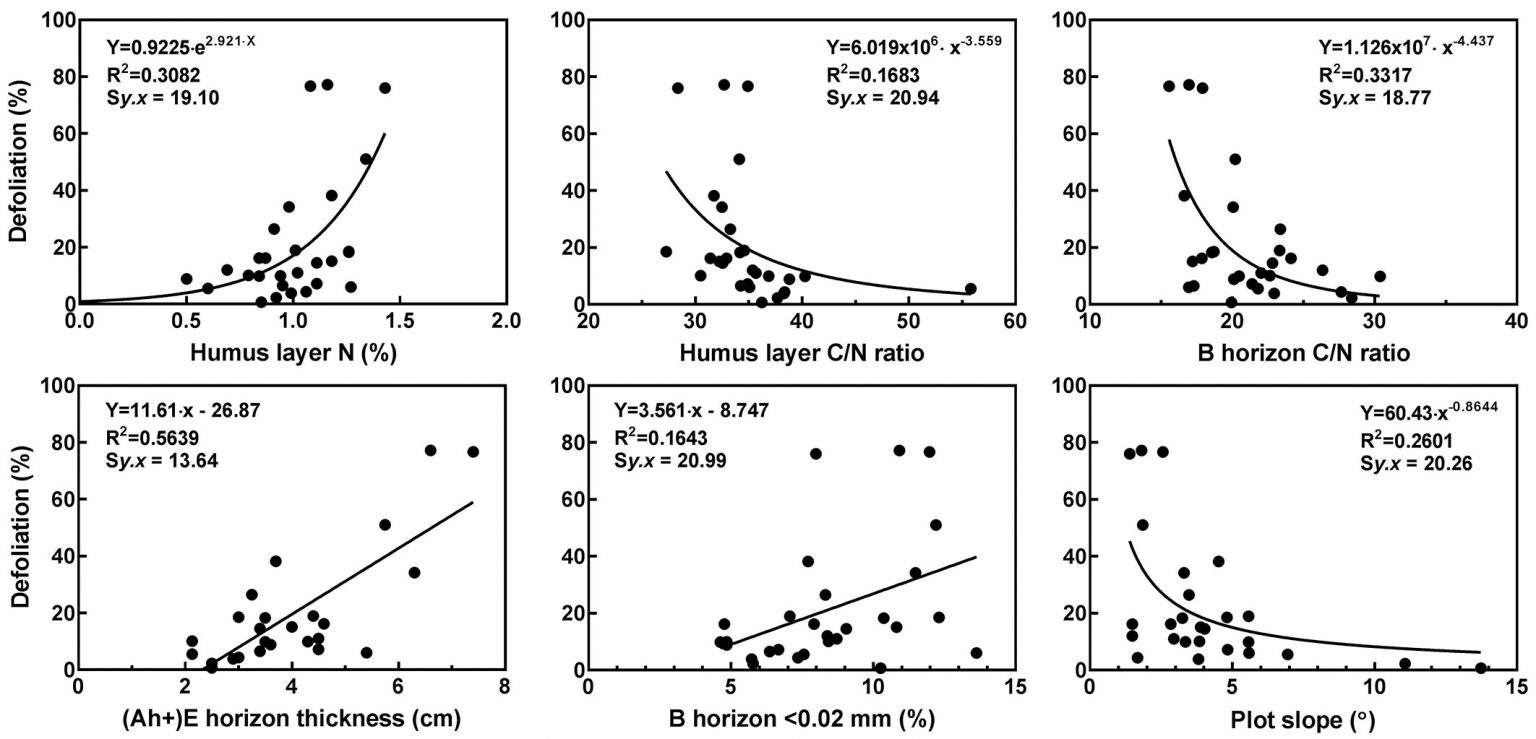 Y=0.9225·e^2.921·X
R²=0.3082
Sy.x = 19.10
Defoliation (%)
100
80
60
40
20
0
0.0 0.5 1.0 1.5 2.0
Humus layer N (%)
Y=6.019x10⁶· x^-3.559
R²=0.1683
Sy.x = 20.94
100
80
60
40
20
0
20 30 40 50 60
Humus layer C/N ratio
Y=1.126x10⁷· x^-4.437
R²=0.3317
Sy.x = 18.77
100
80
60
40
20
0
10 20 30 40
B horizon C/N ratio
Y=11.61·x - 26.87
R²=0.5639
Sy.x = 13.64
Defoliation (%)
100
80
60
40
20
0
0 2 4 6 8
(Ah+)E horizon thickness (cm)
Y=3.561·x - 8.747
R²=0.1643
Sy.x = 20.99
100
80
60
40
20
0
0 5 10 15
B horizon <0.02 mm (%)
Y=60.43·x^-0.8644
R²=0.2601
Sy.x = 20.26
100
80
60
40
20
0
0 5 10 15
Plot slope (°)